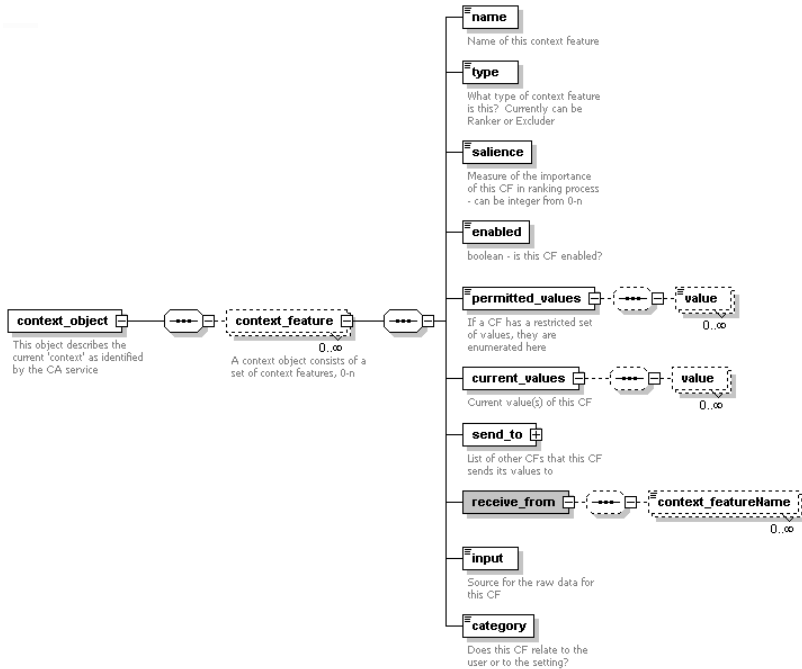 name
Name of this context feature
type
What type of context feature
is this? Currently can be
Ranker or Excluder
salience
Measure of the importance
of this CF in ranking process
- can be integer from 0-n
enabled
boolean - is this CF enabled?
permitted_values
value
0..∞
If a CF has a restricted set
of values, they are
enumerated here
context_object
This object describes the
current 'context' as identified
by the CA service
context_feature
0..∞
A context object consists of a
set of context features, 0-n
current_values
value
0..∞
Current value(s) of this CF
send_to
List of other CFs that this CF
sends its values to
receive_from
context_featureName
0..∞
input
Source for the raw data for
this CF
category
Does this CF relate to the
user or to the setting?